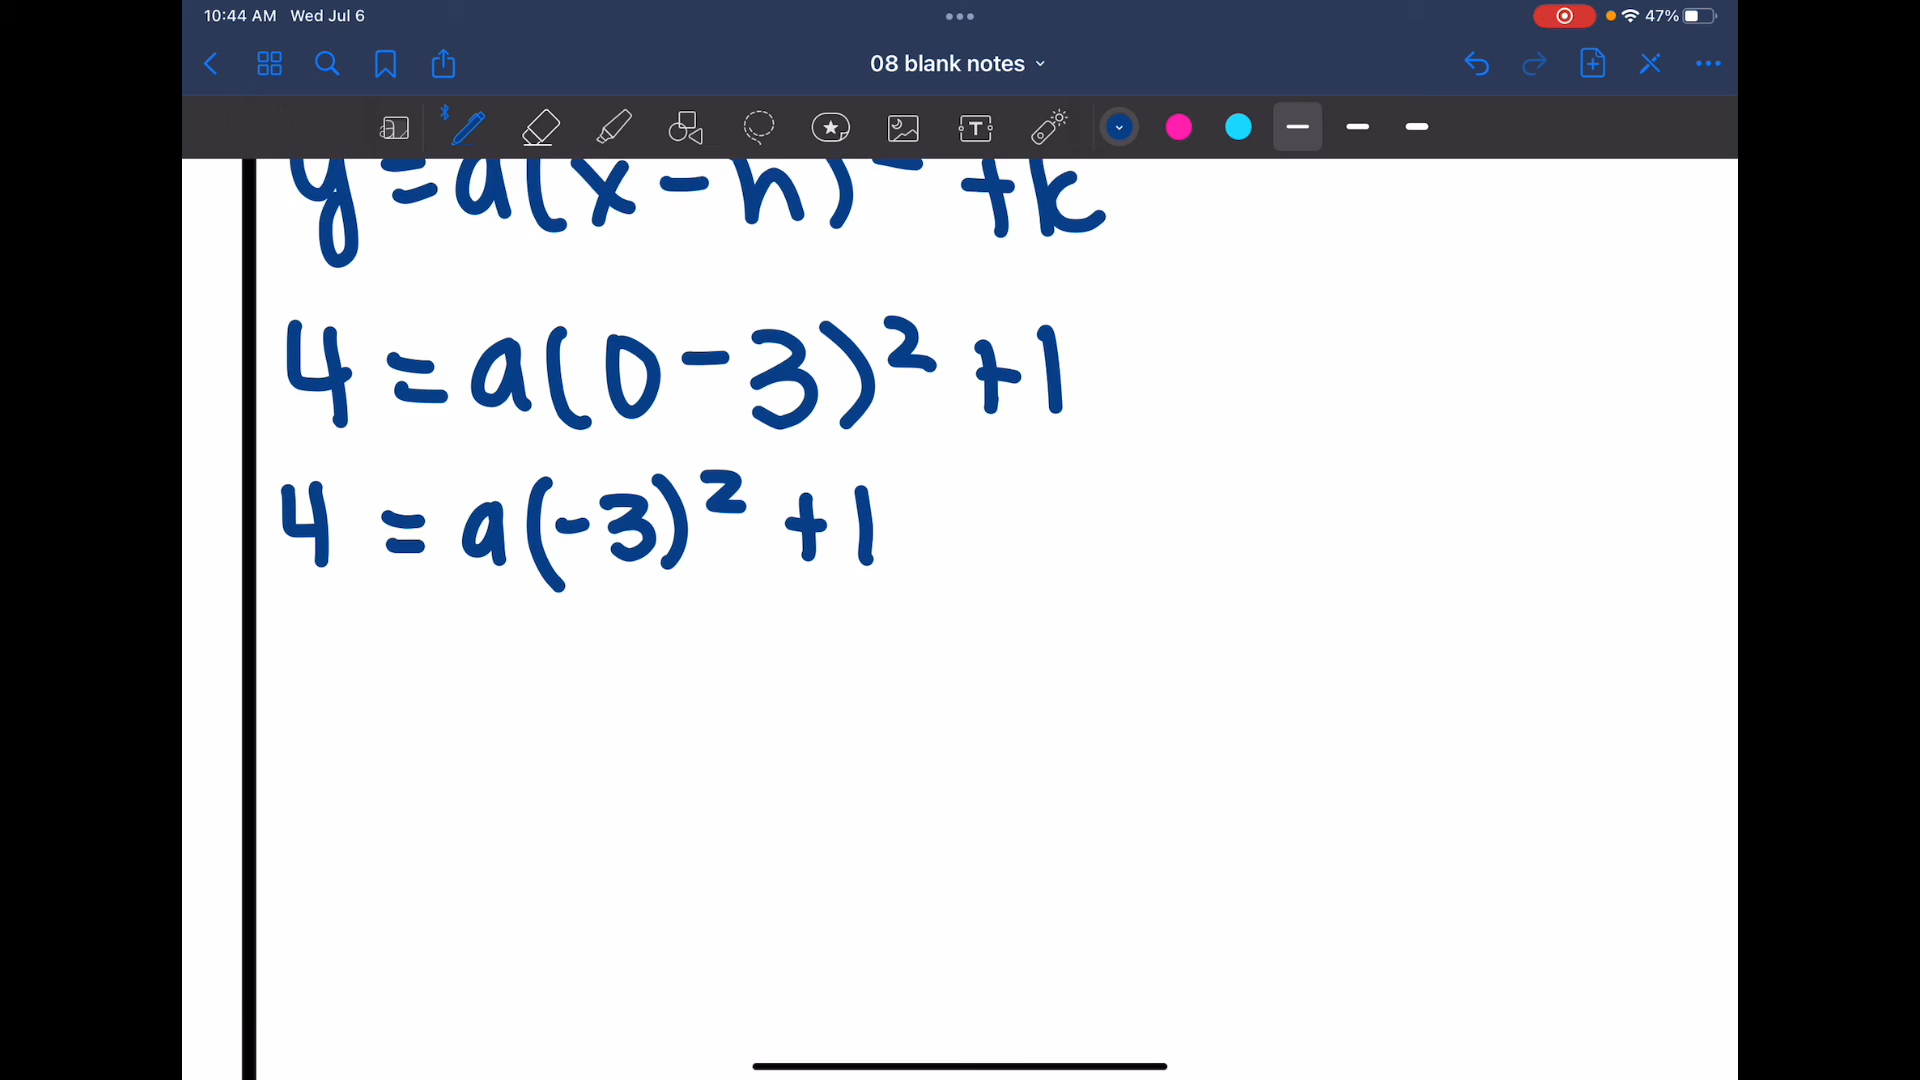 10:44 AM Wed Jul 6
47%
08 blank notes
T
y = a(x - h)² + k
4 = a(0 - 3)² + 1
4 = a(-3)² + 1